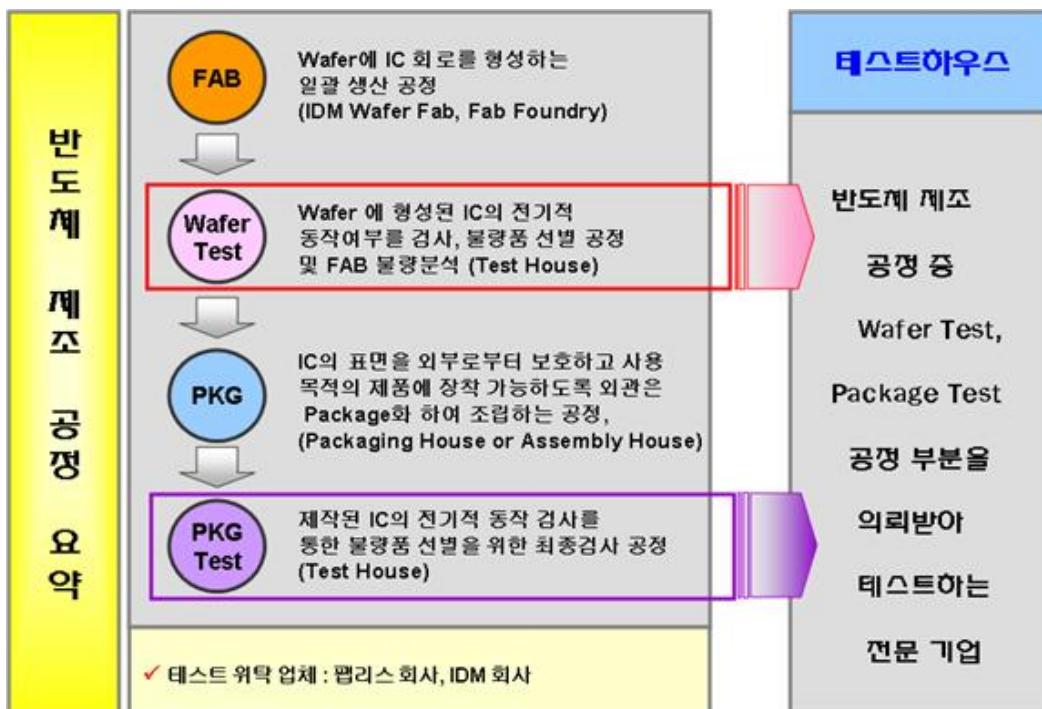 반도체 제조 공정 요약
FAB
Wafer에 IC 회로를 형성하는
일괄 생산 공정
(IDM Wafer Fab, Fab Foundry)
Wafer
Test
Wafer 에 형성된 IC의 전기적
동작여부를 검사, 불량품 선별 공정
및 FAB 불량분석 (Test House)
PKG
IC의 표면을 외부로부터 보호하고 사용
목적의 제품에 장착 가능하도록 외관은
Package화 하여 조립하는 공정,
(Packaging House or Assembly House)
PKG
Test
제작된 IC의 전기적 동작 검사를
통한 불량품 선별을 위한 최종검사 공정
(Test House)
✓ 테스트 위탁 업체 : 팹리스 회사, IDM 회사
테스트하우스
반도체 제조
공정 중
Wafer Test,
Package Test
공정 부분을
의뢰받아
테스트하는
전문 기업